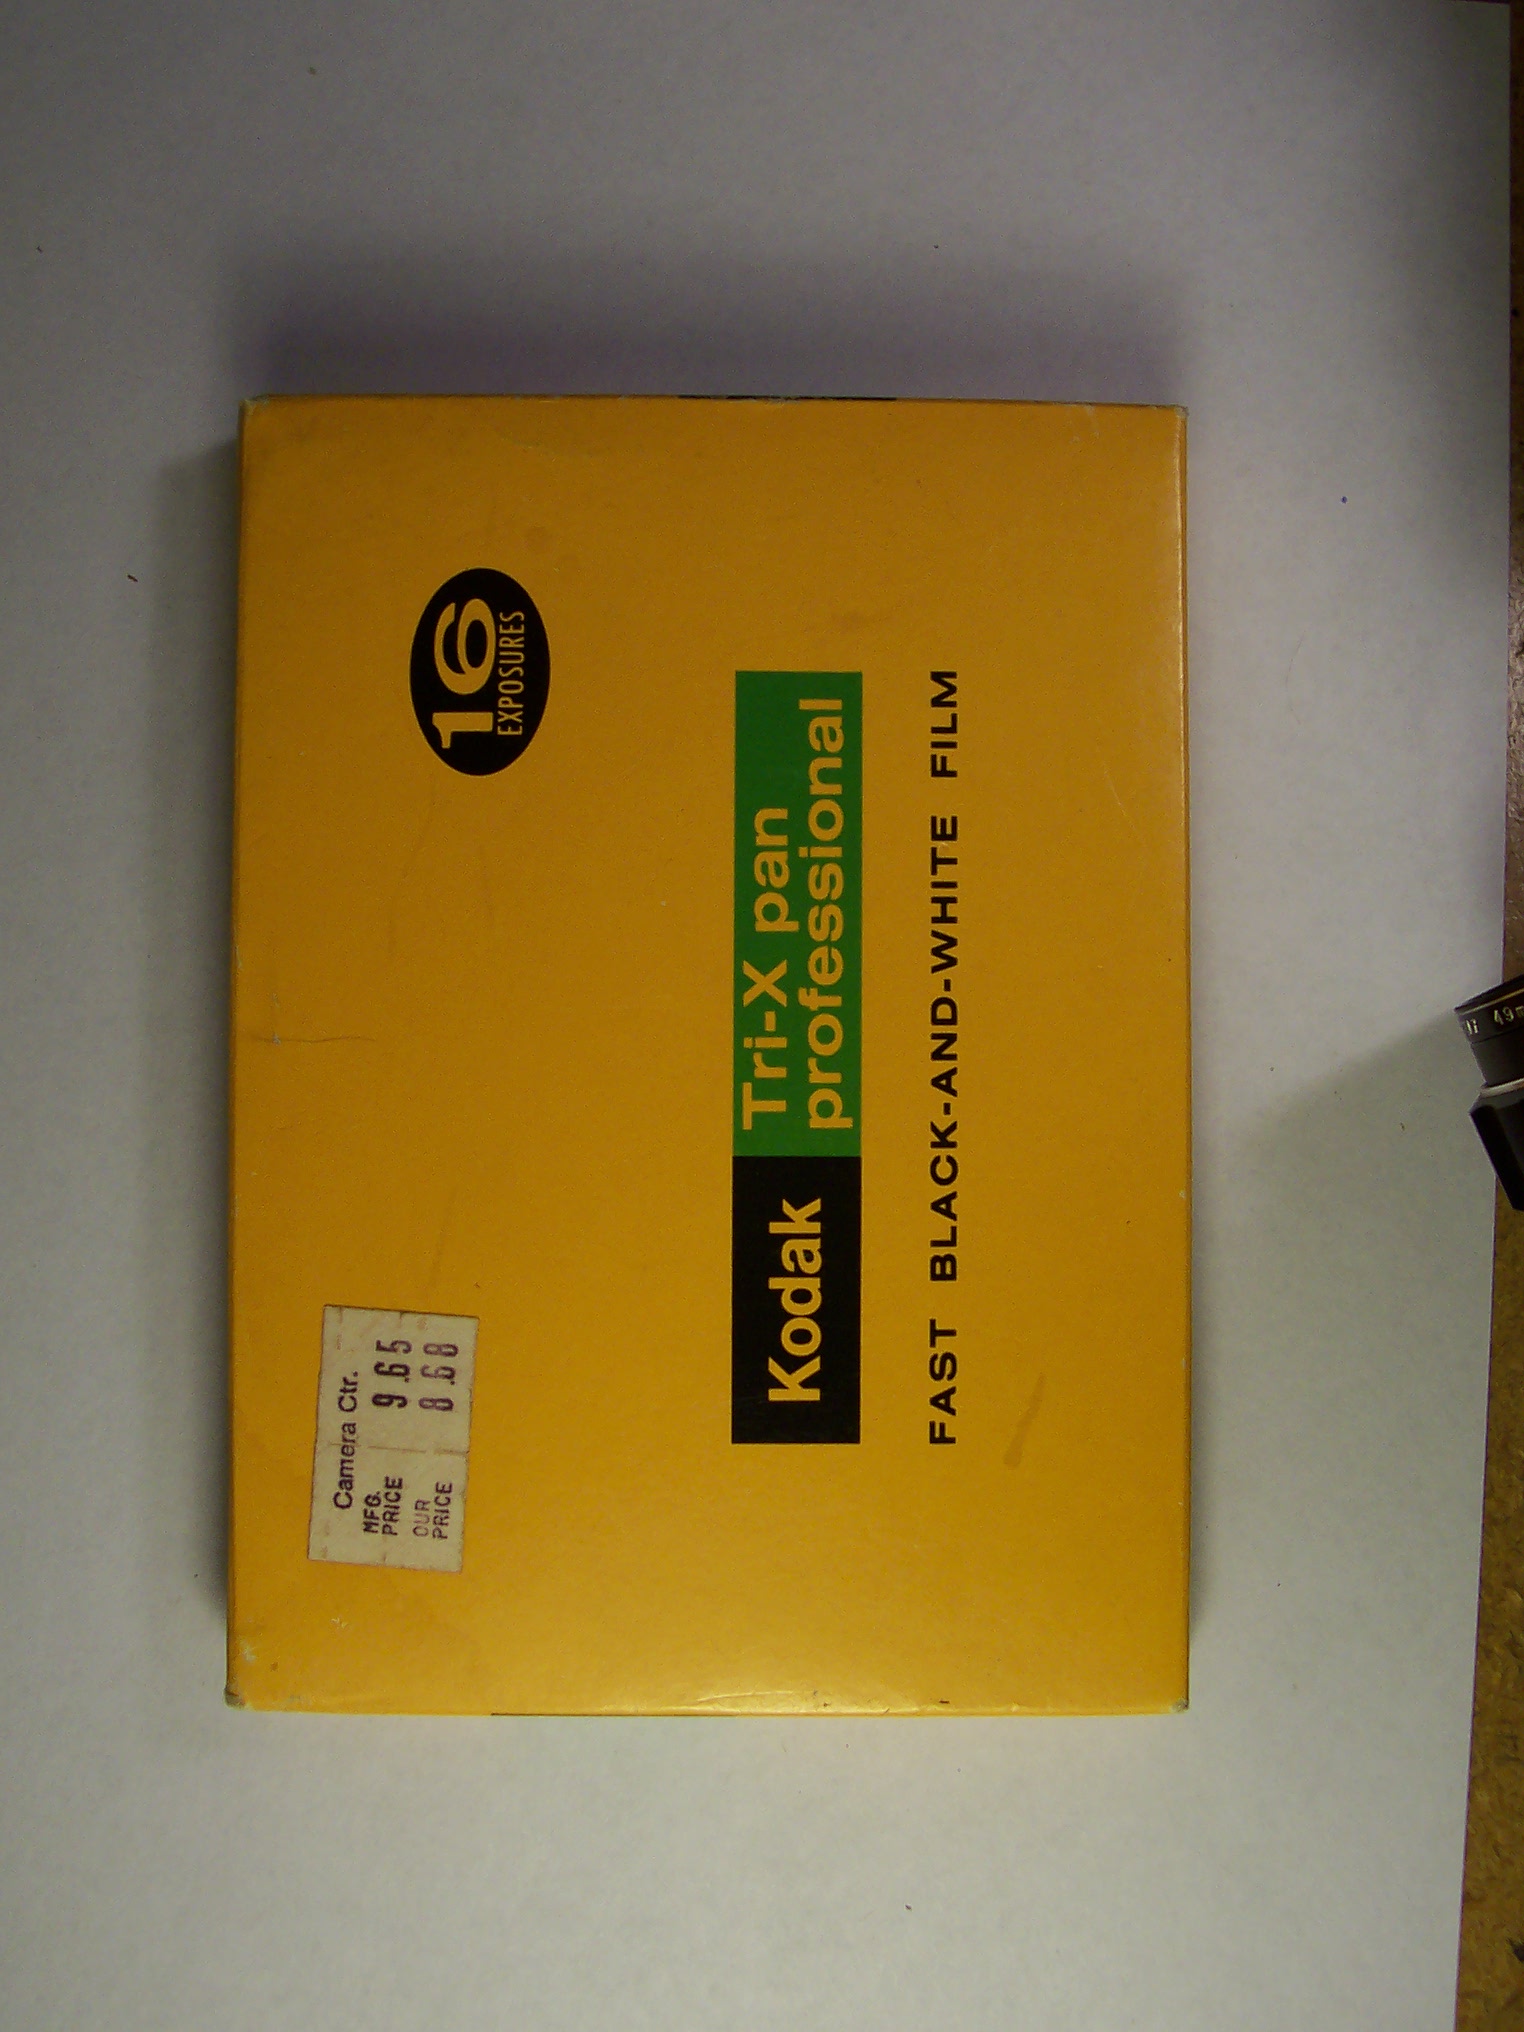 Camera Ctr.
MFG. PRICE 9.65
OUR PRICE 8.68
16
EXPOSURES
Kodak
Tri-X pan
professional
FAST BLACK-AND-WHITE FILM
49m